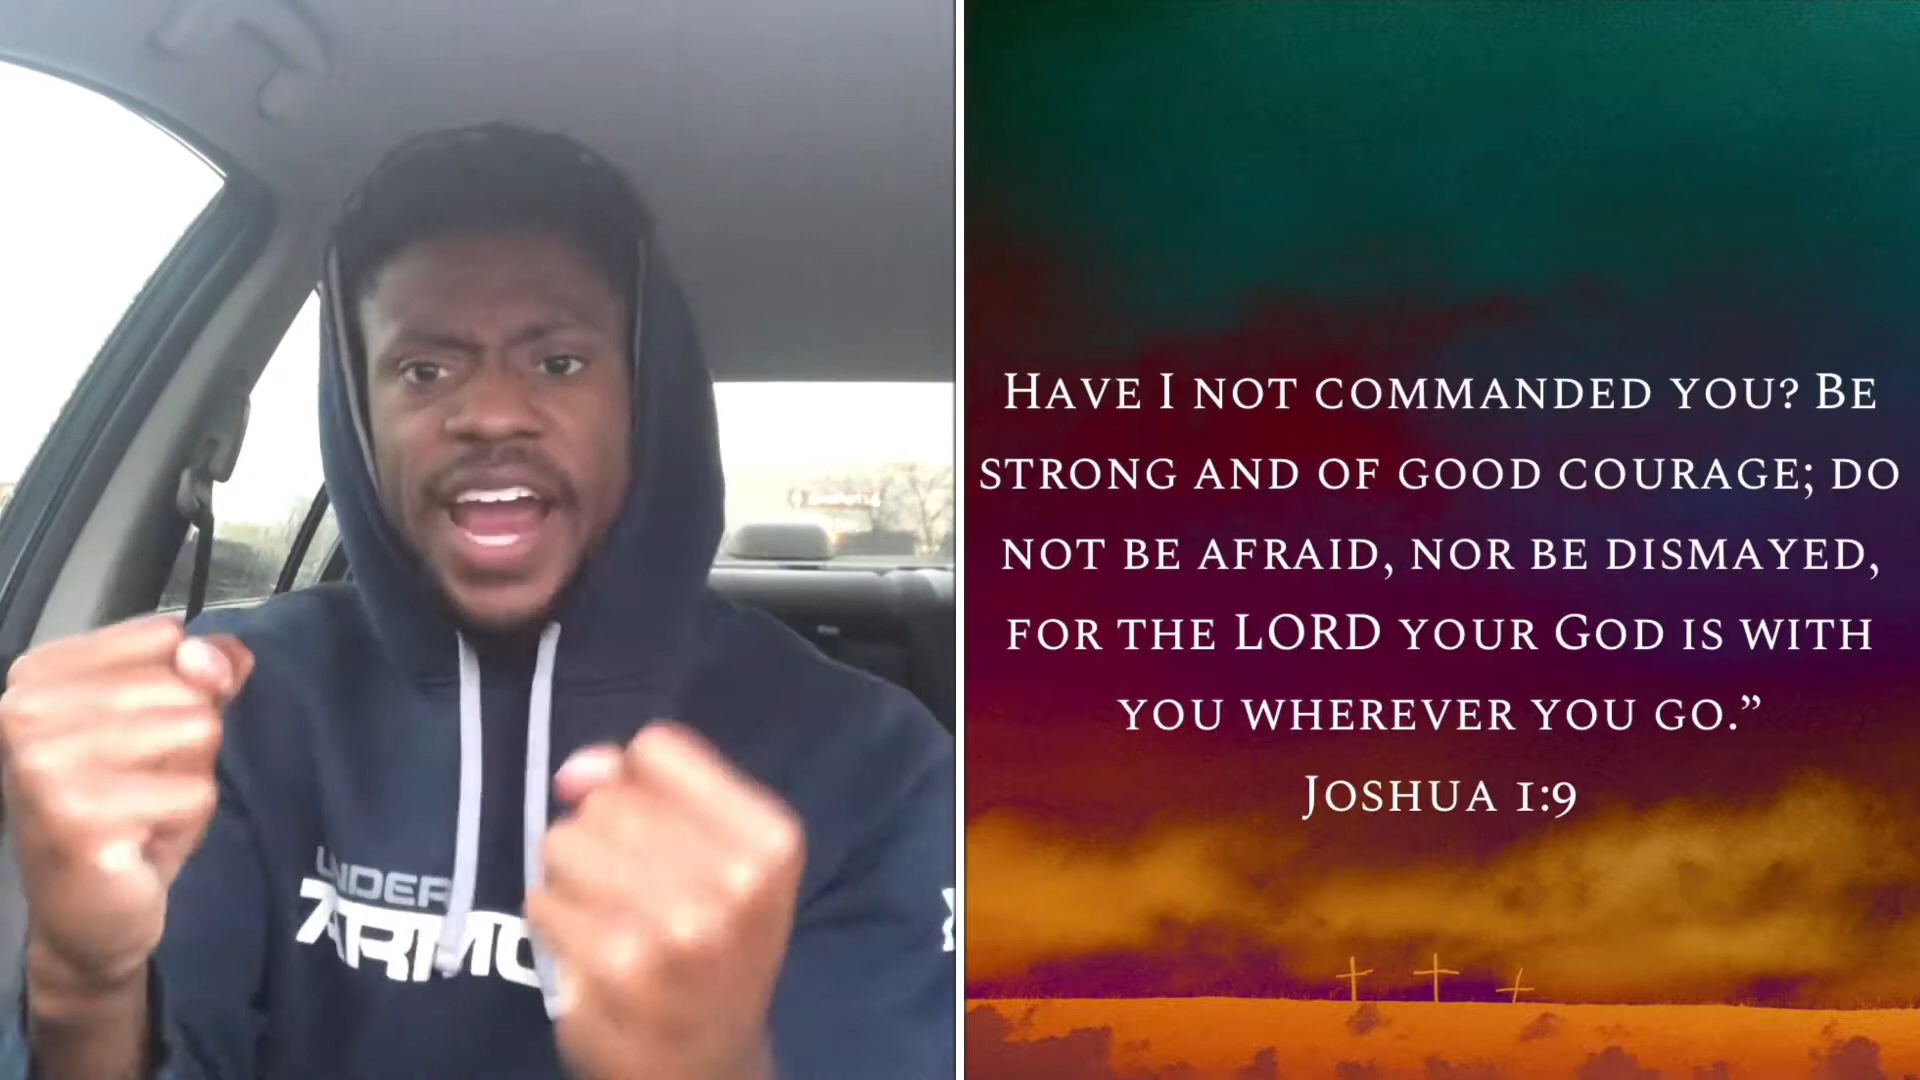 UNDER
ARMO
HAVE I NOT COMMANDED YOU? BE
STRONG AND OF GOOD COURAGE; DO
NOT BE AFRAID, NOR BE DISMAYED,
FOR THE LORD YOUR GOD IS WITH
YOU WHEREVER YOU GO.”
JOSHUA 1:9